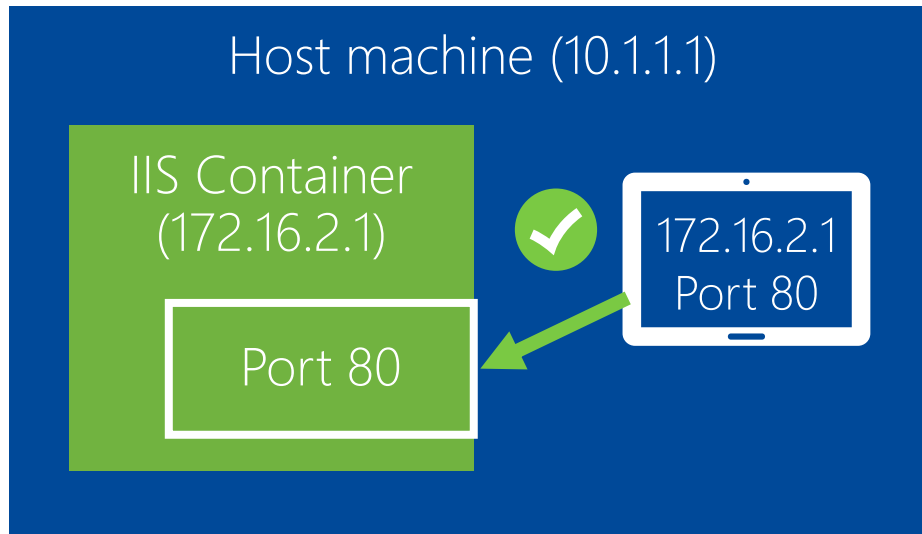 Host machine (10.1.1.1)
IIS Container
(172.16.2.1)
172.16.2.1
Port 80
Port 80